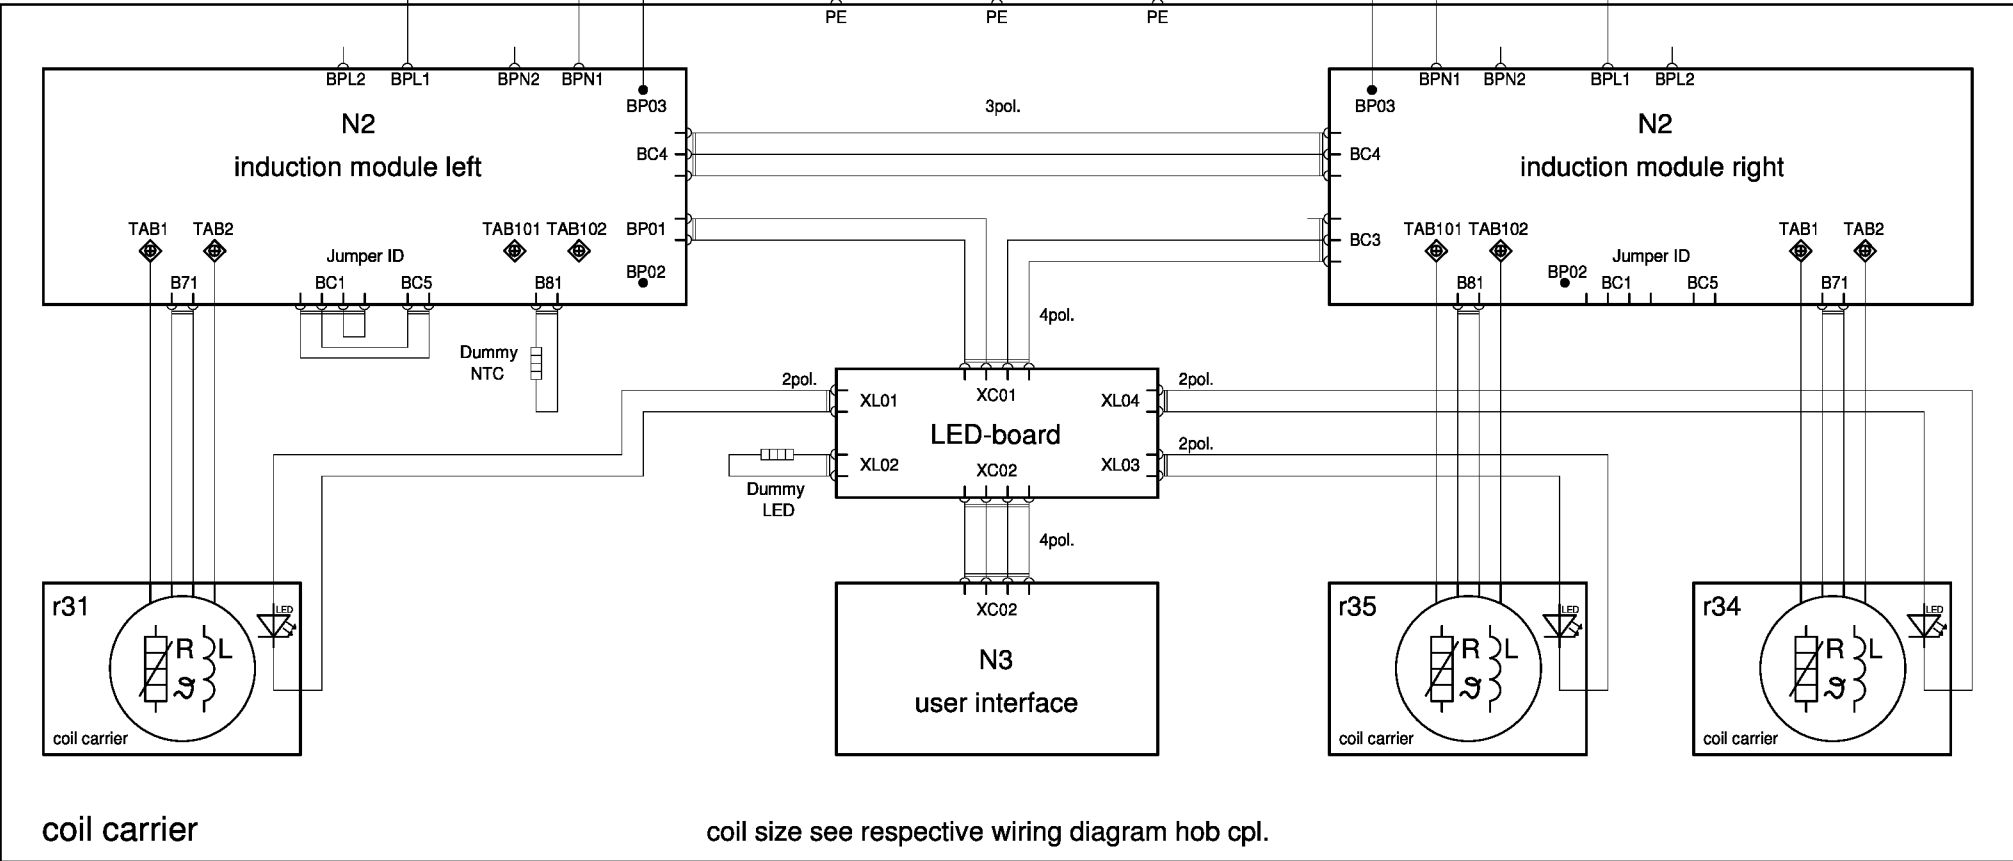 PE PE PE
BPL2 BPL1 BPN2 BPN1 BPN1 BPN2 BPL1 BPL2
BP03 3pol. BP03
N2 N2
BC4 BC4
induction module left induction module right
TAB1 TAB2 TAB101 TAB102 BP01 BC3 TAB101 TAB102 TAB1 TAB2
Jumper ID Jumper ID
BP02 BP02
B71 BC1 BC5 B81 B81 BC1 BC5 B71
4pol.
Dummy
NTC
2pol. 2pol.
XL01 XC01 XL04
LED-board
2pol.
XL02 XC02 XL03
Dummy
LED
4pol.
r31 LED XC02 r35 LED r34 LED
R L R L R L
ϑ ϑ ϑ
N3
user interface
coil carrier coil carrier coil carrier
coil carrier coil size see respective wiring diagram hob cpl.